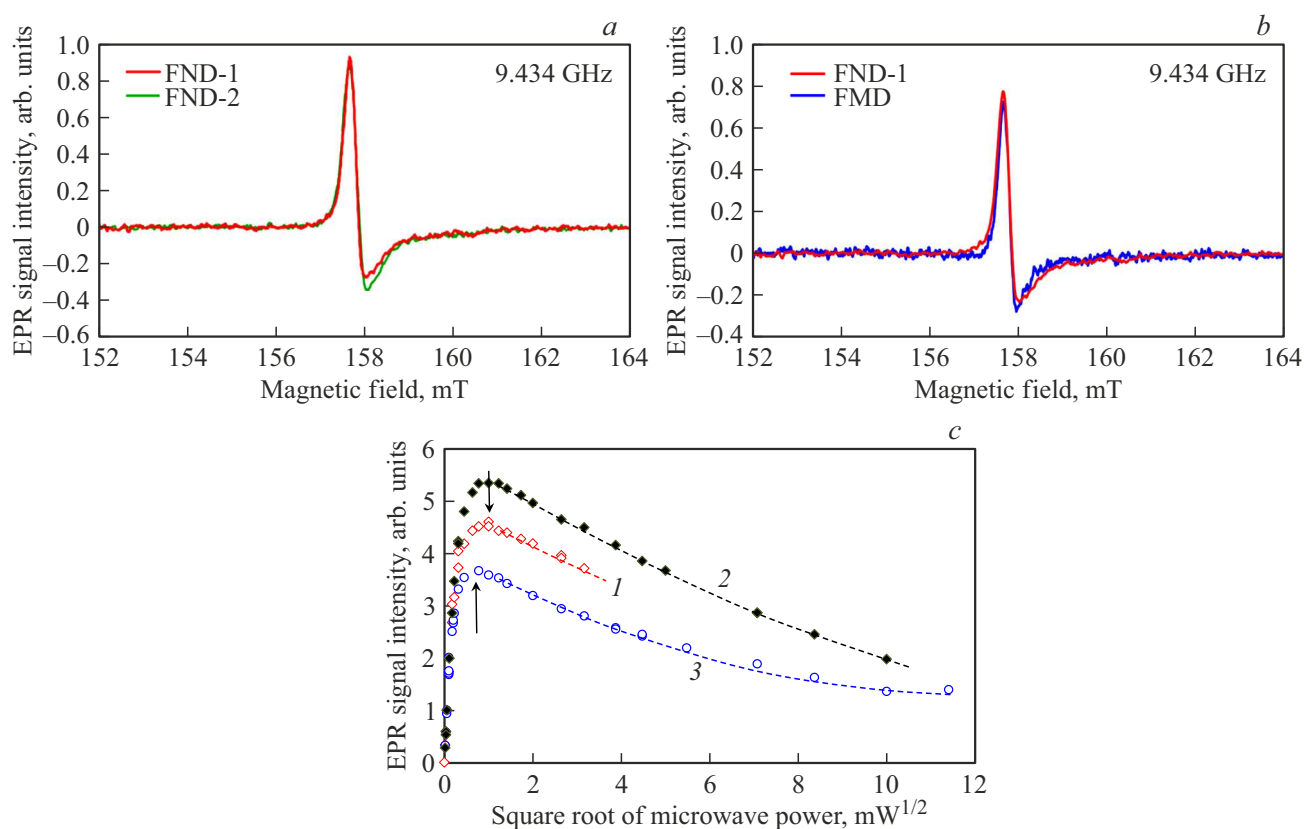 a
EPR signal intensity, arb. units
1.0
0.8
0.6
0.4
0.2
0
–0.2
–0.4
–0.6
FND-1
FND-2
9.434 GHz
152 154 156 158 160 162 164
Magnetic field, mT
b
EPR signal intensity, arb. units
1.0
0.8
0.6
0.4
0.2
0
–0.2
–0.4
FND-1
FMD
9.434 GHz
152 154 156 158 160 162 164
Magnetic field, mT
c
EPR signal intensity, arb. units
6
5
4
3
2
1
0
2
1
3
0 2 4 6 8 10 12
Square root of microwave power, mW1/2